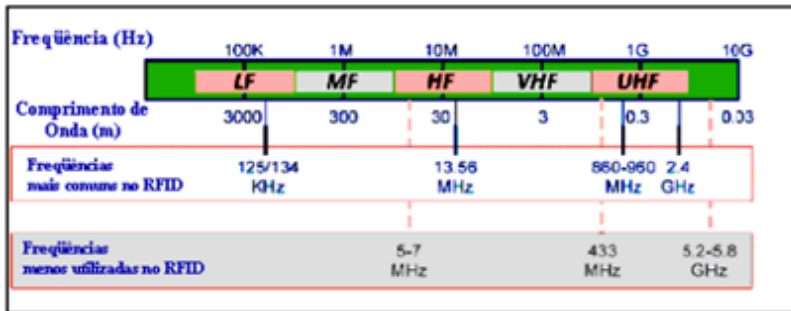 Freqüência (Hz)
100K 1M 10M 100M 1G 10G
LF MF HF VHF UHF
Comprimento de
Onda (m)
3000 300 30 3 0.3 0.03
Freqüências
mais comuns no RFID
125/134 13.56 860-960 2.4
KHz MHz MHz GHz
Freqüências
menos utilizadas no RFID
5-7 433 5.2-5.8
MHz MHz GHz